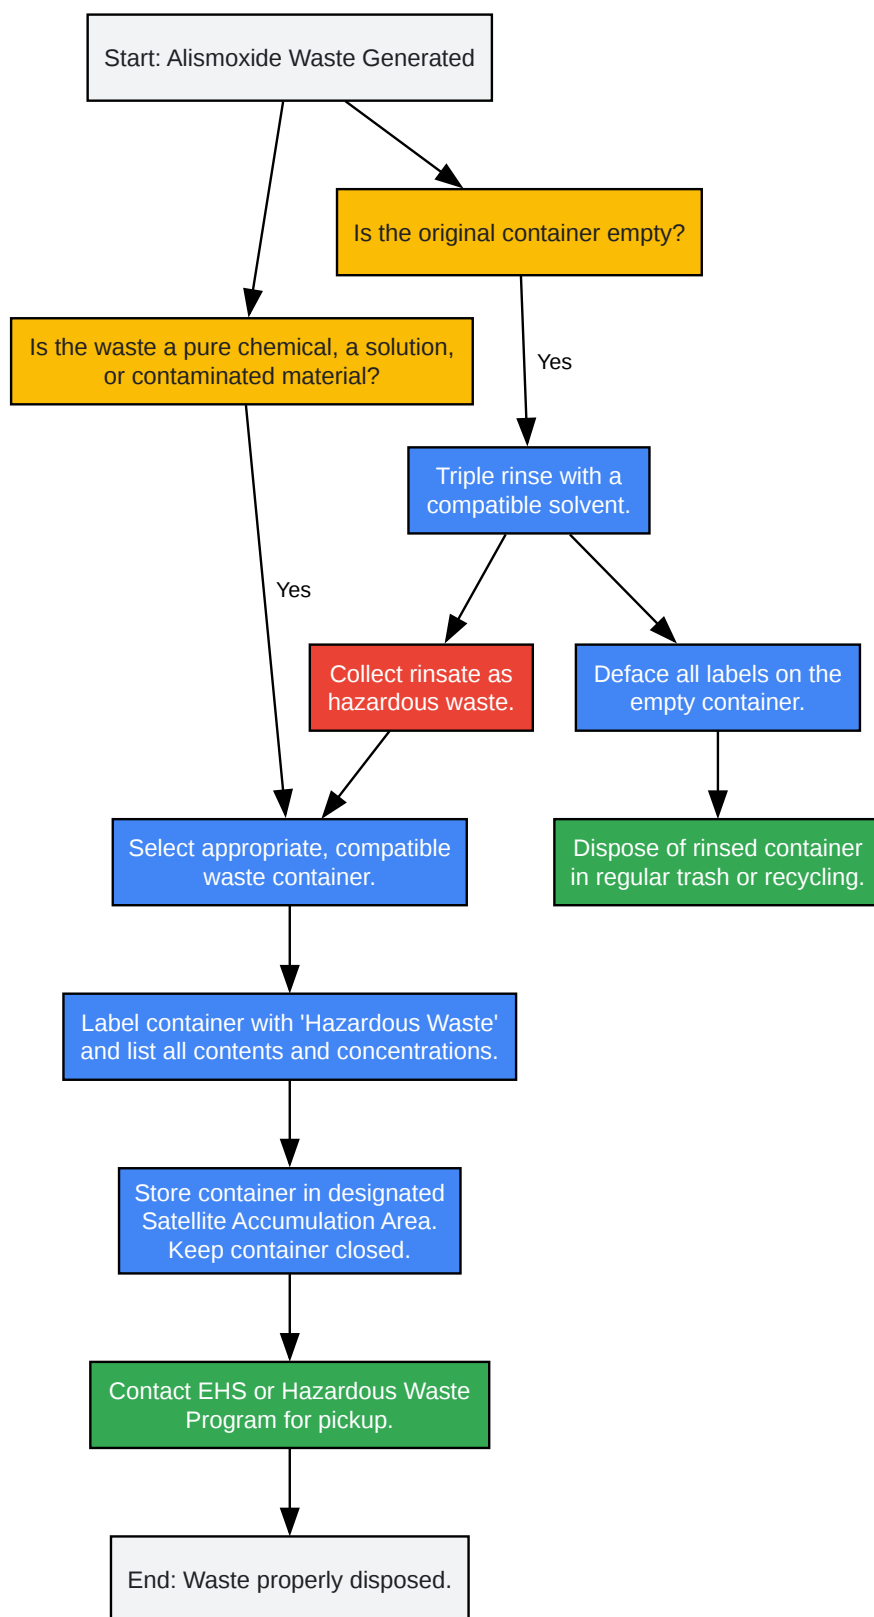 Start: Alismoxide Waste Generated
Is the original container empty?
Is the waste a pure chemical, a solution,
or contaminated material?
Yes
Triple rinse with a
compatible solvent.
Yes
Collect rinsate as
hazardous waste.
Deface all labels on the
empty container.
Select appropriate, compatible
waste container.
Dispose of rinsed container
in regular trash or recycling.
Label container with 'Hazardous Waste'
and list all contents and concentrations.
Store container in designated
Satellite Accumulation Area.
Keep container closed.
Contact EHS or Hazardous Waste
Program for pickup.
End: Waste properly disposed.